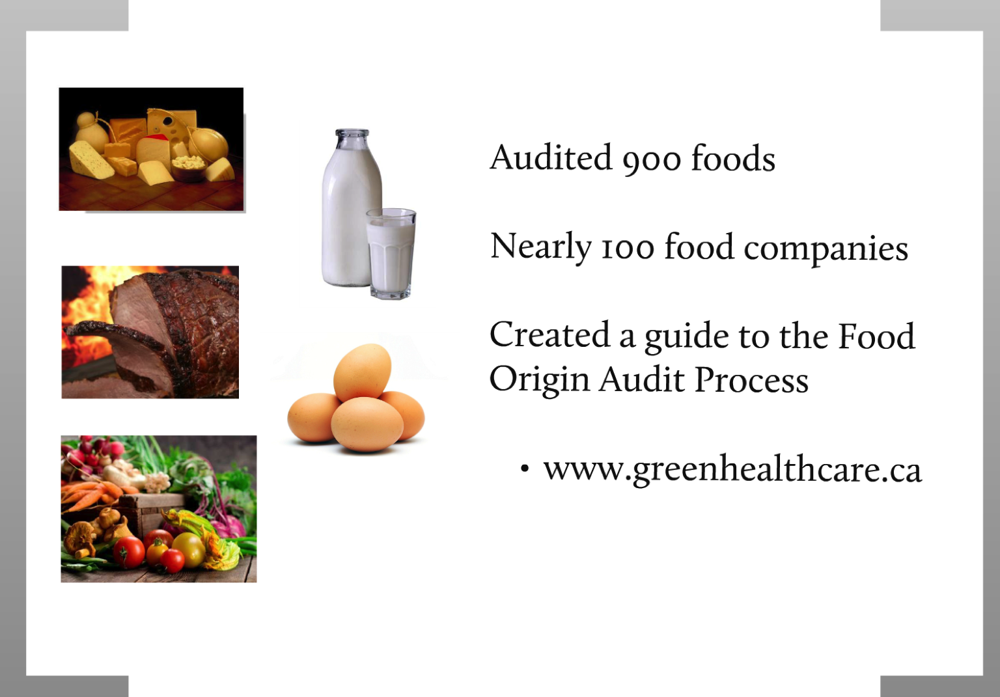 Audited 900 foods
Nearly 100 food companies
Created a guide to the Food
Origin Audit Process
• www.greenhealthcare.ca